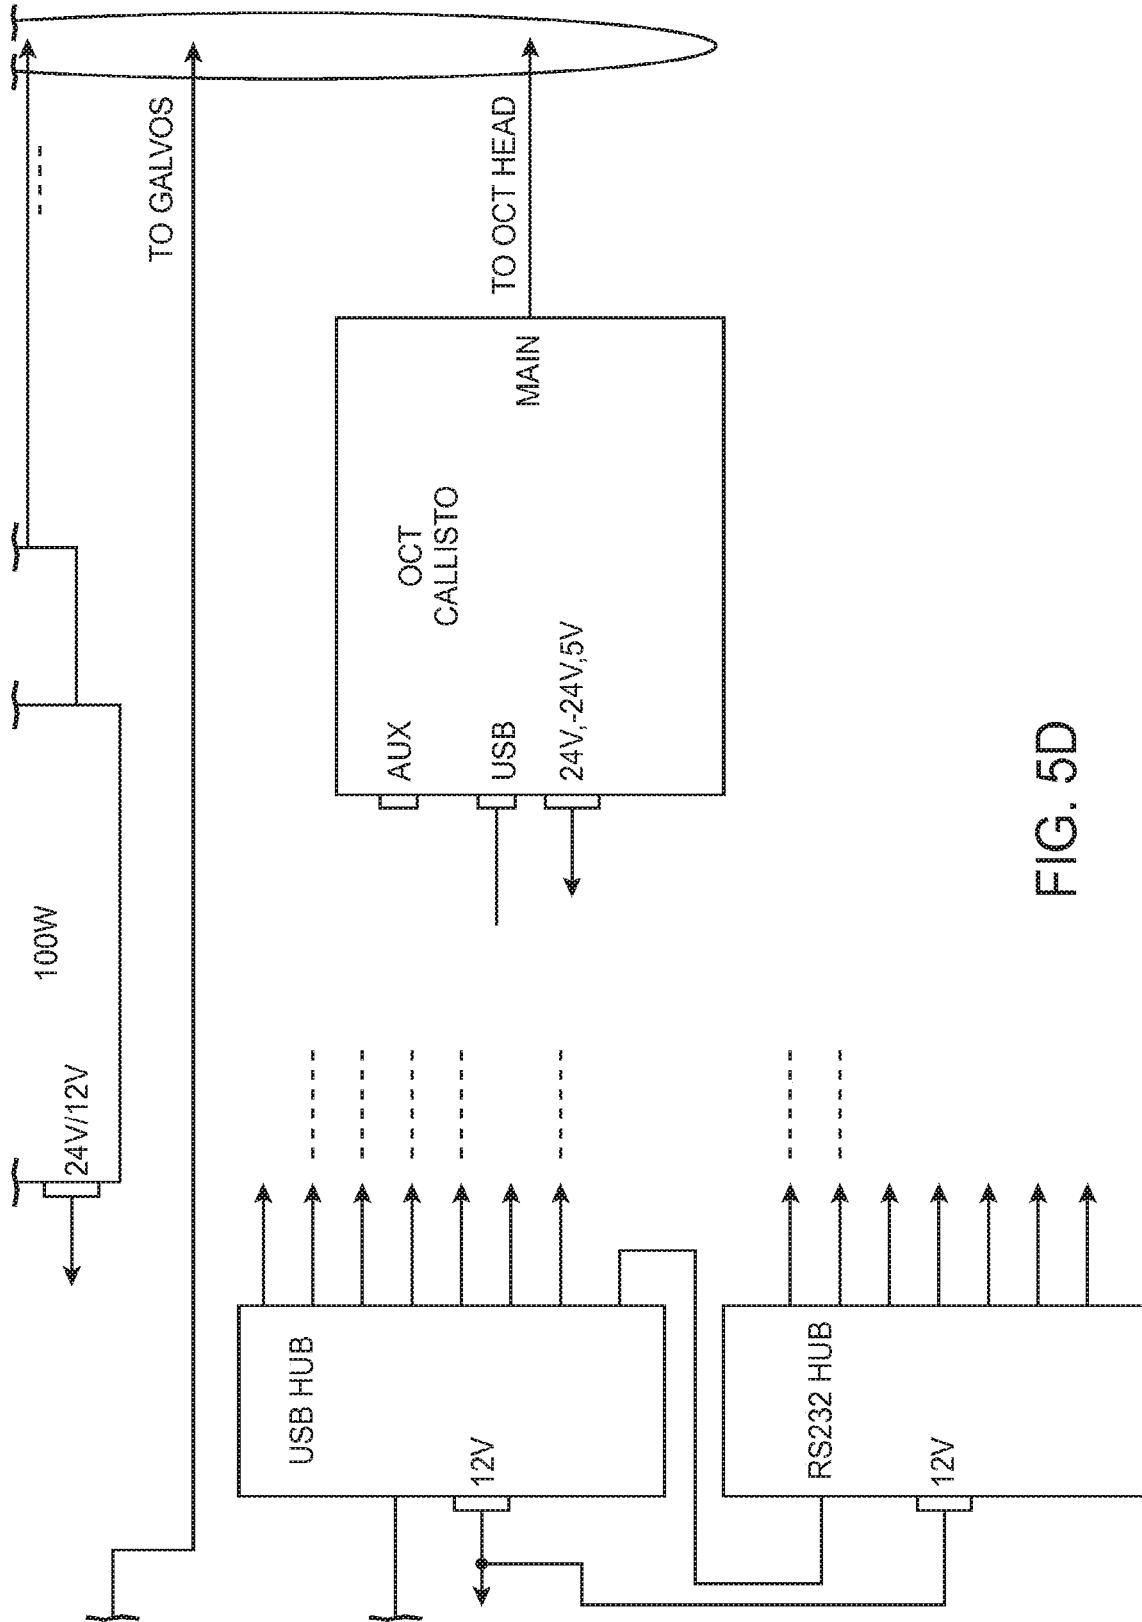 24V/12V
100W
TO GALVOS
USB HUB
12V
AUX
USB
24V,-24V,5V
OCT
CALLISTO
MAIN
TO OCT HEAD
RS232 HUB
12V
FIG. 5D